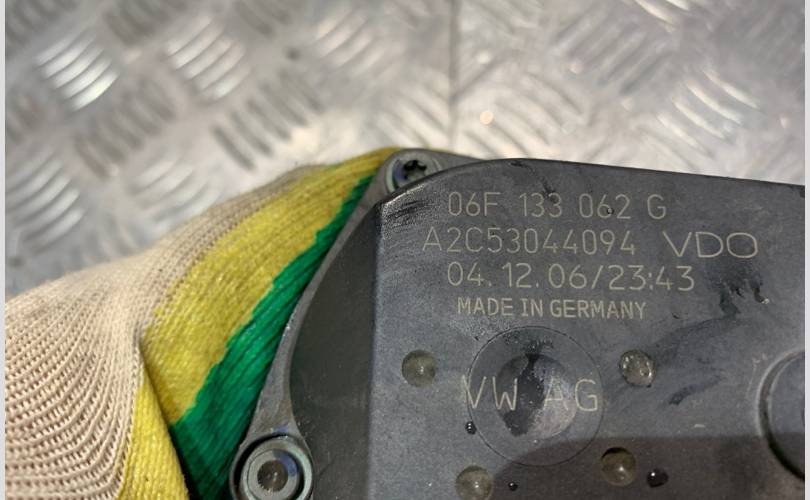 06F 133 062 G
A2C53044094 VDO
04.12.06/23:43
MADE IN GERMANY
VW AG